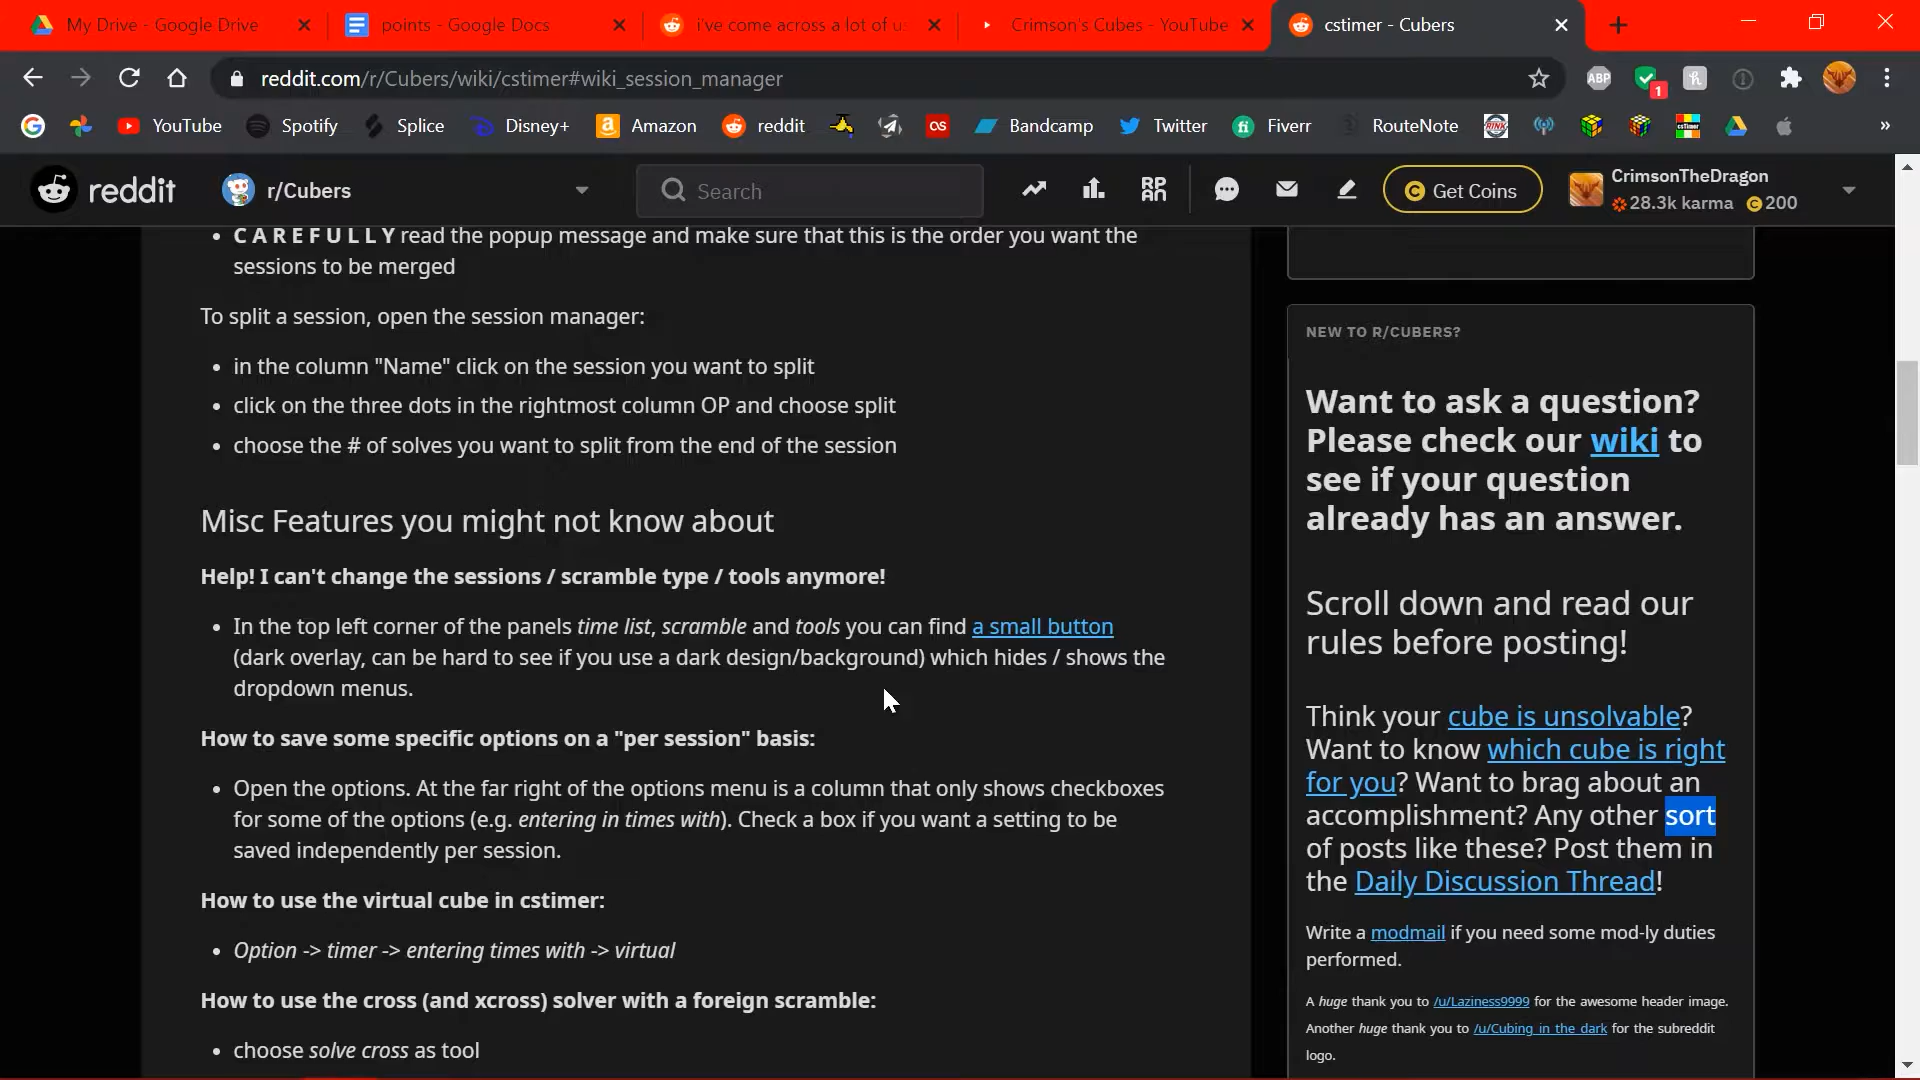 My Drive - Google Drive
points - Google Docs
i've come across a lot of us
Crimson's Cubes - YouTube
cstimer - Cubers
reddit.com/r/Cubers/wiki/cstimer#wiki_session_manager
ABP
1
YouTube
Spotify
Splice
Disney+
Amazon
reddit
Bandcamp
Twitter
Fiverr
RouteNote
RINK
csTimer
»
reddit
r/Cubers
Search
RPAN
Get Coins
CrimsonTheDragon
28.3k karma
200
• C A R E F U L L Y read the popup message and make sure that this is the order you want the
sessions to be merged
To split a session, open the session manager:
• in the column "Name" click on the session you want to split
• click on the three dots in the rightmost column OP and choose split
• choose the # of solves you want to split from the end of the session
Misc Features you might not know about
Help! I can't change the sessions / scramble type / tools anymore!
• In the top left corner of the panels time list, scramble and tools you can find a small button
(dark overlay, can be hard to see if you use a dark design/background) which hides / shows the
dropdown menus.
How to save some specific options on a "per session" basis:
• Open the options. At the far right of the options menu is a column that only shows checkboxes
for some of the options (e.g. entering in times with). Check a box if you want a setting to be
saved independently per session.
How to use the virtual cube in cstimer:
• Option -> timer -> entering times with -> virtual
How to use the cross (and xcross) solver with a foreign scramble:
• choose solve cross as tool
NEW TO R/CUBERS?
Want to ask a question?
Please check our wiki to
see if your question
already has an answer.
Scroll down and read our
rules before posting!
Think your cube is unsolvable?
Want to know which cube is right
for you? Want to brag about an
accomplishment? Any other sort
of posts like these? Post them in
the Daily Discussion Thread!
Write a modmail if you need some mod-ly duties
performed.
A huge thank you to /u/Laziness9999 for the awesome header image.
Another huge thank you to /u/Cubing_in_the_dark for the subreddit
logo.